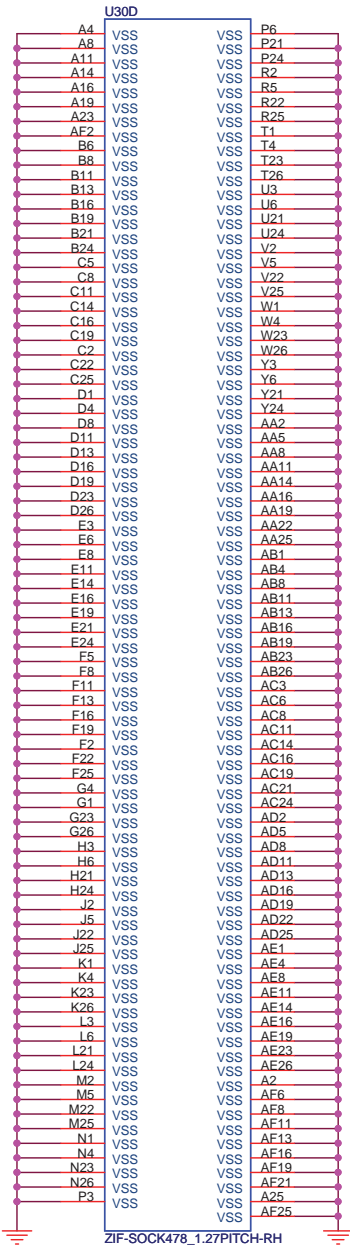 U30D
A4 VSS VSS P6
A8 VSS VSS P21
A11 VSS VSS P24
A14 VSS VSS R2
A16 VSS VSS R5
A19 VSS VSS R22
A23 VSS VSS R25
AF2 VSS VSS T1
B6 VSS VSS T4
B8 VSS VSS T23
B11 VSS VSS T26
B13 VSS VSS U3
B16 VSS VSS U6
B19 VSS VSS U21
B21 VSS VSS U24
B24 VSS VSS V2
C5 VSS VSS V5
C8 VSS VSS V22
C11 VSS VSS V25
C14 VSS VSS W1
C16 VSS VSS W4
C19 VSS VSS W23
C2 VSS VSS W26
C22 VSS VSS Y3
C25 VSS VSS Y6
D1 VSS VSS Y21
D4 VSS VSS Y24
D8 VSS VSS AA2
D11 VSS VSS AA5
D13 VSS VSS AA8
D16 VSS VSS AA11
D19 VSS VSS AA14
D23 VSS VSS AA16
D26 VSS VSS AA19
E3 VSS VSS AA22
E6 VSS VSS AA25
E8 VSS VSS AB1
E11 VSS VSS AB4
E14 VSS VSS AB8
E16 VSS VSS AB11
E19 VSS VSS AB13
E21 VSS VSS AB16
E24 VSS VSS AB19
F5 VSS VSS AB23
F8 VSS VSS AB26
F11 VSS VSS AC3
F13 VSS VSS AC6
F16 VSS VSS AC8
F19 VSS VSS AC11
F2 VSS VSS AC14
F22 VSS VSS AC16
F25 VSS VSS AC19
G4 VSS VSS AC21
G1 VSS VSS AC24
G23 VSS VSS AD2
G26 VSS VSS AD5
H3 VSS VSS AD8
H6 VSS VSS AD11
H21 VSS VSS AD13
H24 VSS VSS AD16
J2 VSS VSS AD19
J5 VSS VSS AD22
J22 VSS VSS AD25
J25 VSS VSS AE1
K1 VSS VSS AE4
K4 VSS VSS AE8
K23 VSS VSS AE11
K26 VSS VSS AE14
L3 VSS VSS AE16
L6 VSS VSS AE19
L21 VSS VSS AE23
L24 VSS VSS AE26
M2 VSS VSS A2
M5 VSS VSS AF6
M22 VSS VSS AF8
M25 VSS VSS AF11
N1 VSS VSS AF13
N4 VSS VSS AF16
N23 VSS VSS AF19
N26 VSS VSS AF21
P3 VSS VSS A25
VSS AF25
ZIF-SOCK478_1.27PITCH-RH